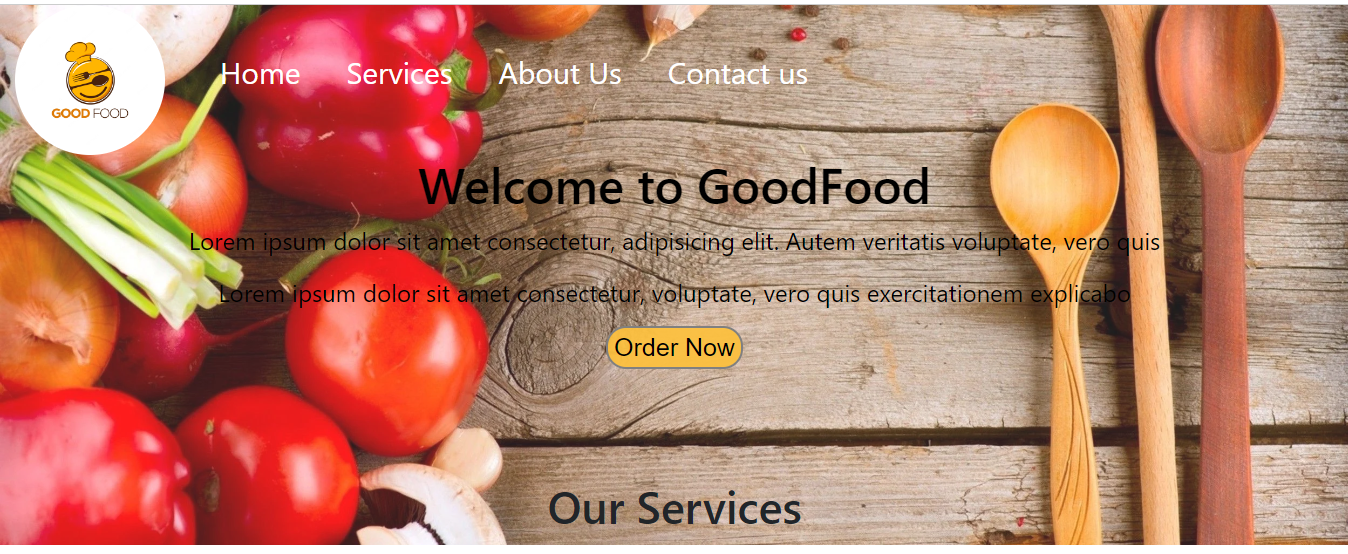 GOOD FOOD
Home Services About Us Contact us
Welcome to GoodFood
Lorem ipsum dolor sit amet consectetur, adipisicing elit. Autem veritatis voluptate, vero quis
Lorem ipsum dolor sit amet consectetur, voluptate, vero quis exercitationem explicabo
Order Now
Our Services